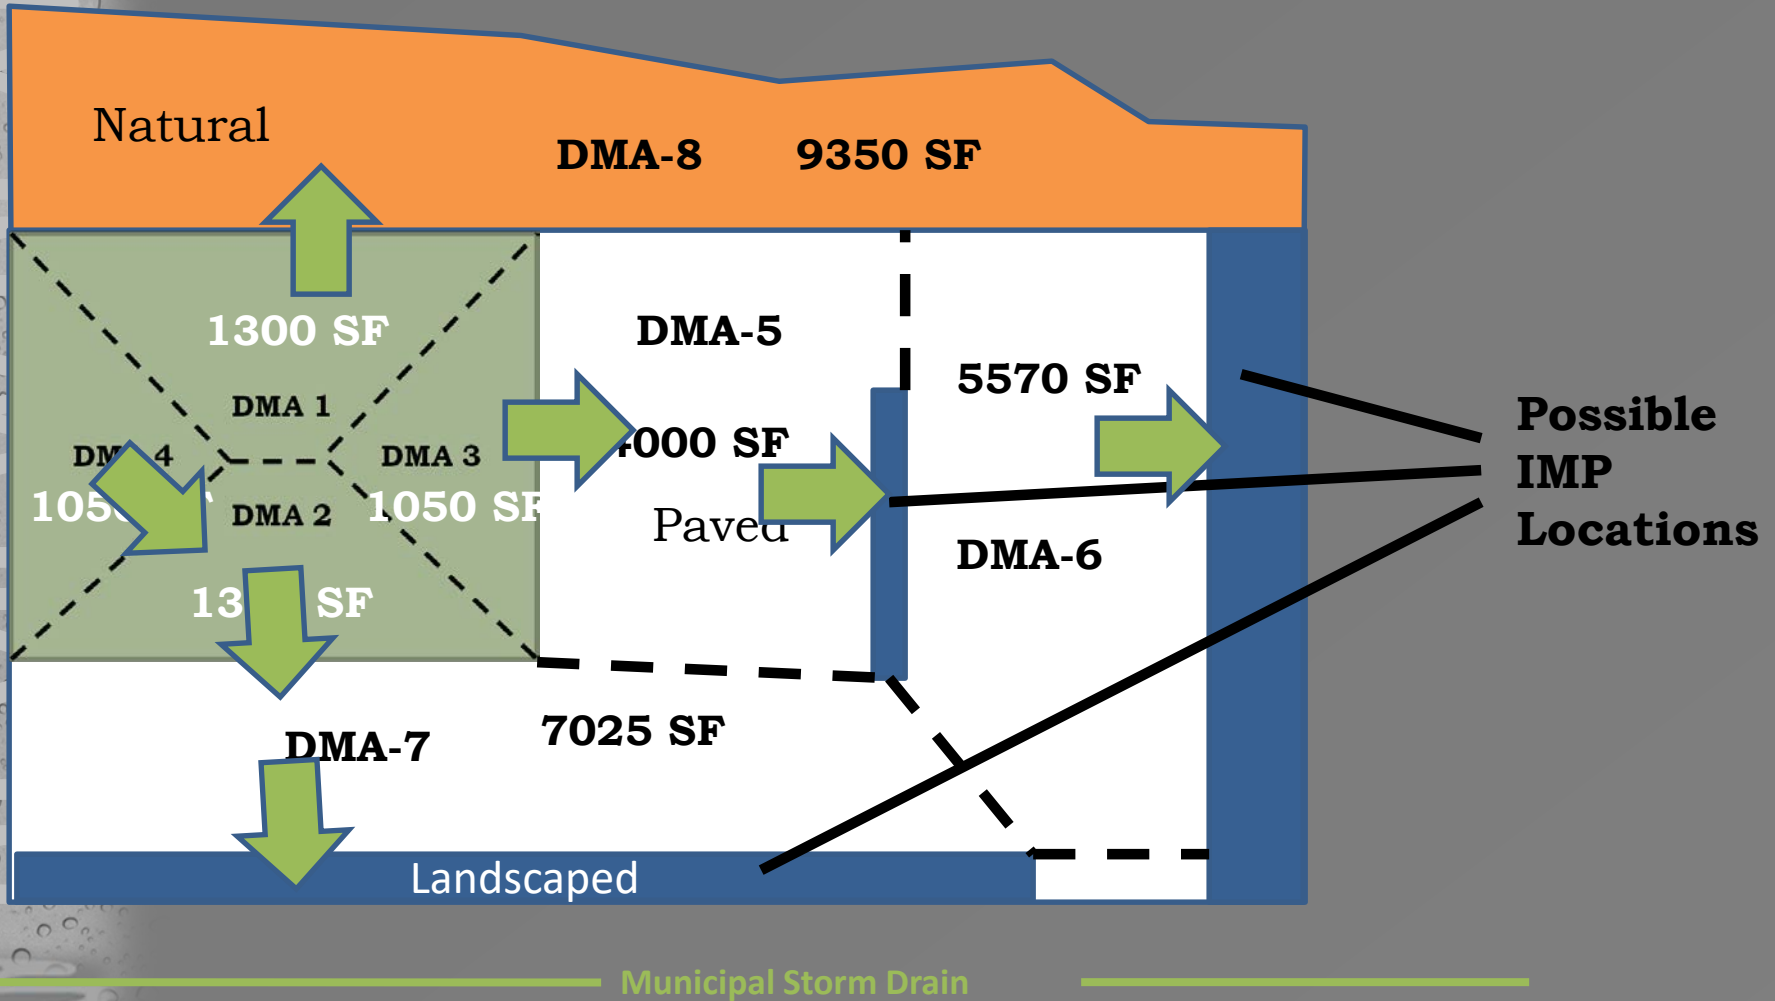 Natural
DMA-8 9350 SF
1300 SF
DMA 1
DMA 3
1050 SF
DMA 2
SF
DMA-5
Paved
5570 SF
DMA-6
Possible
IMP
Locations
DMA-7
7025 SF
Landscaped
Municipal Storm Drain